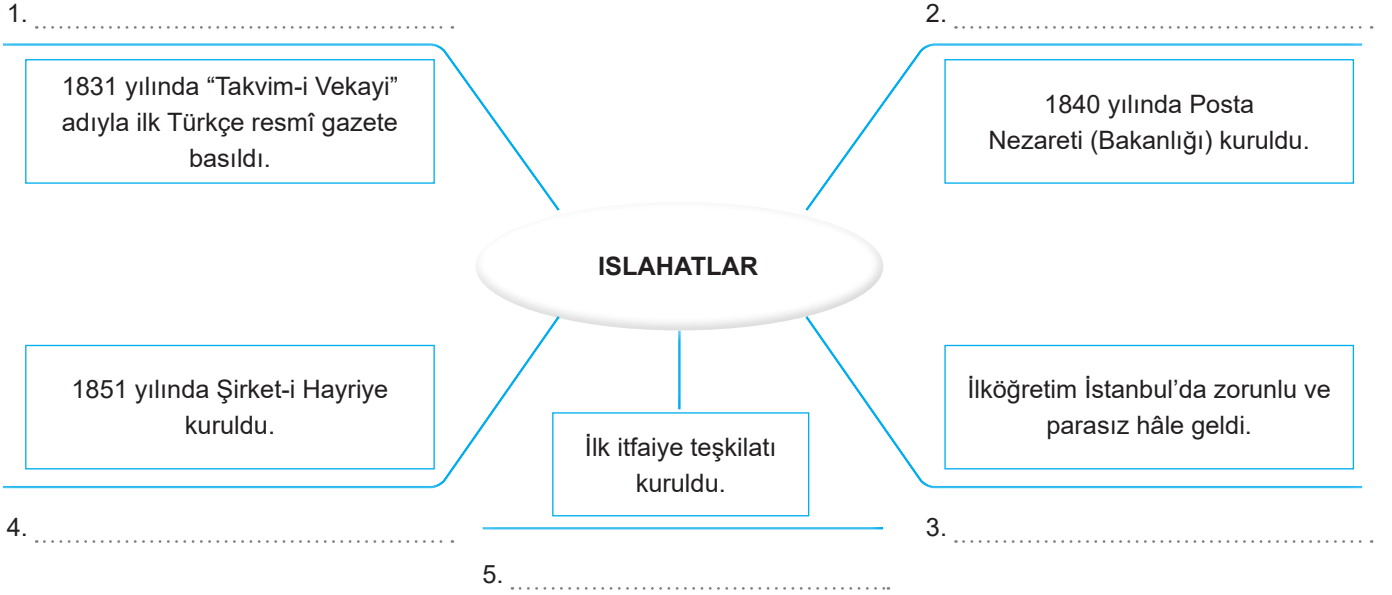 1.
1831 yılında “Takvim-i Vekayi”
adıyla ilk Türkçe resmî gazete
basıldı.
2.
1840 yılında Posta
Nezareti (Bakanlığı) kuruldu.
ISLAHATLAR
1851 yılında Şirket-i Hayriye
kuruldu.
4.
İlk itfaiye teşkilatı
kuruldu.
5.
İlköğretim İstanbul’da zorunlu ve
parasız hâle geldi.
3.